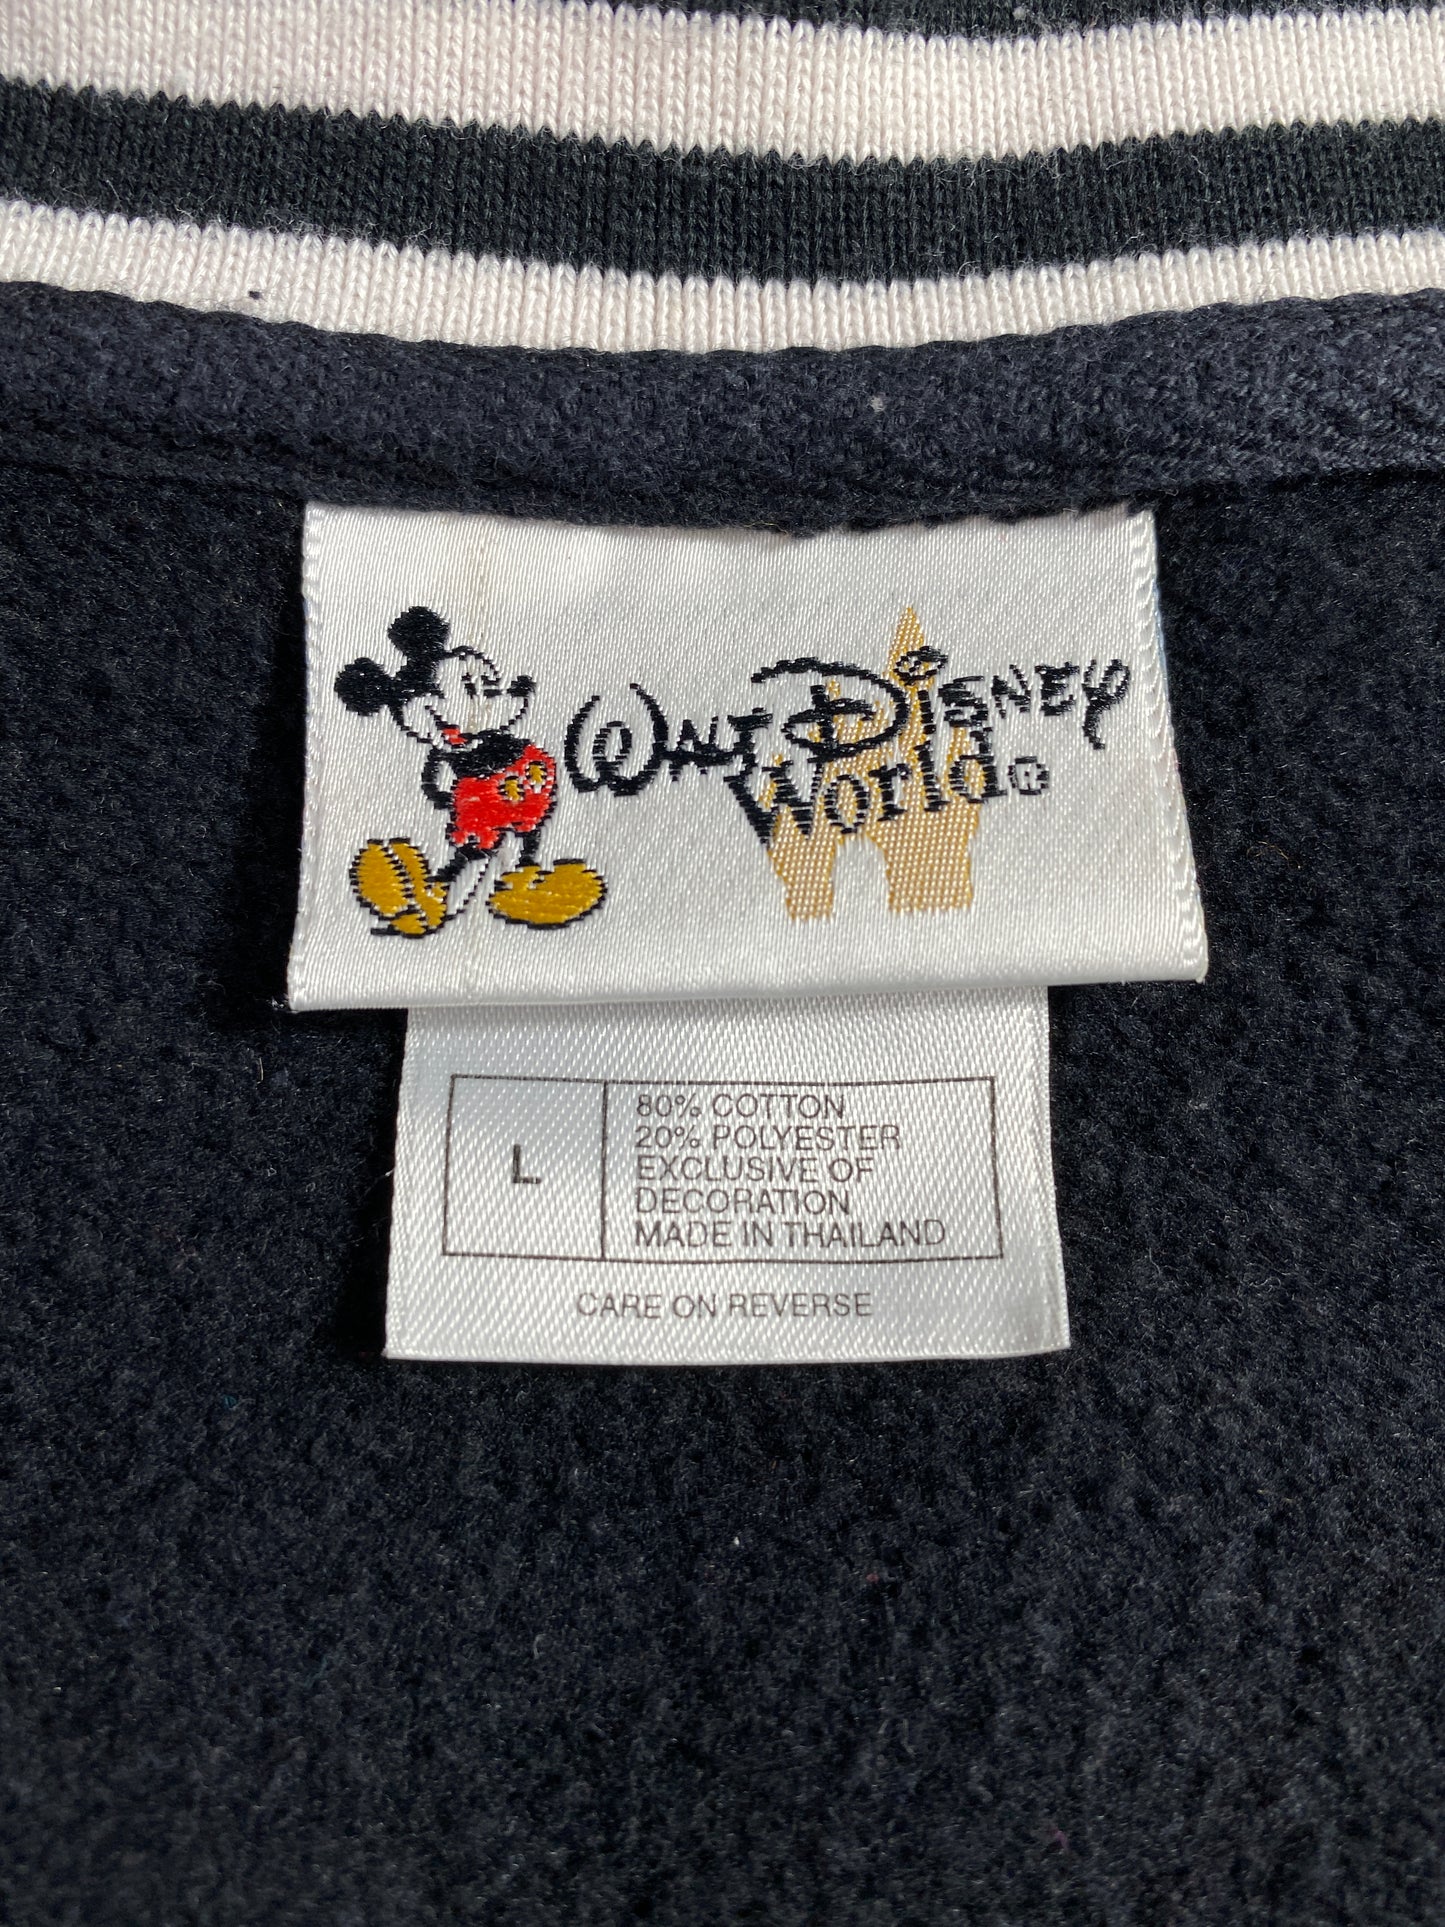 Walt Disney
World®
L
80% COTTON
20% POLYESTER
EXCLUSIVE OF
DECORATION
MADE IN THAILAND
CARE ON REVERSE